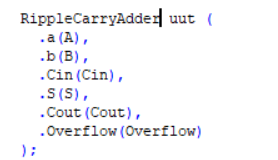 RippleCarryAdder uut (
.a(A),
.b(B),
.Cin(Cin),
.S(S),
.Cout(Cout),
.Overflow(Overflow)
);